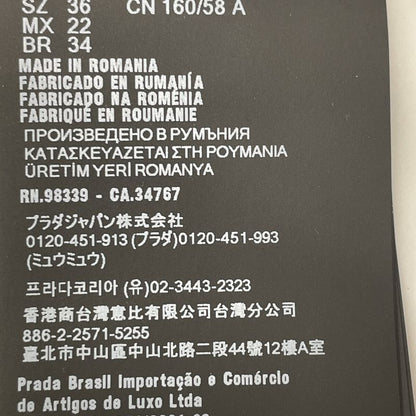 SZ 36 CN 160/58 A
MX 22
BR 34
MADE IN ROMANIA
FABRICADO EN RUMANÍA
FABRICADO NA ROMÉNIA
FABRIQUÉ EN ROUMANIE
ПРОИЗВЕДЕНО В РУМЪНИЯ
ΚΑΤΑΣΚΕΥΑΖΕΤΑΙ ΣΤΗ ΡΟΥΜΑΝΙΑ
ÜRETİM YERİ ROMANYA
RN.98339 - CA.34767
プラダジャパン株式会社
0120-451-913 (プラダ)0120-451-993
(ミュウミュウ)
프라다코리아 (유)02-3443-2323
香港商台灣意比有限公司台灣分公司
886-2-2571-5255
臺北市中山區中山北路二段44號12樓A室
Prada Brasil Importação e Comércio
de Artigos de Luxo Ltda